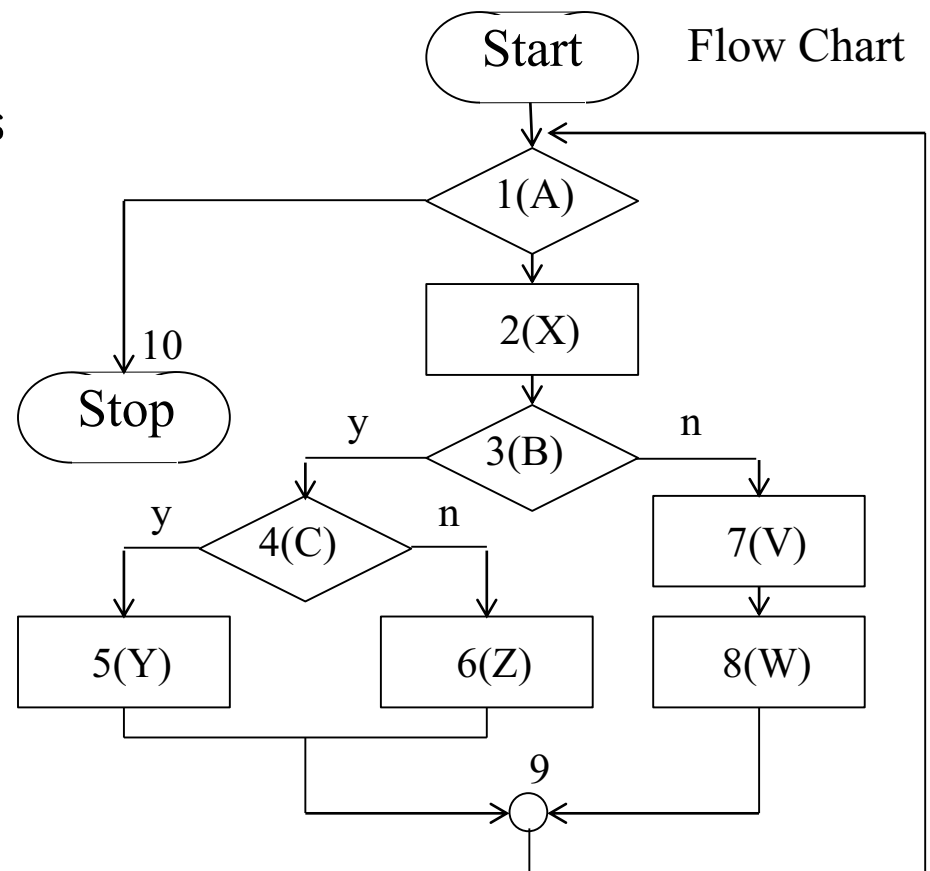 Start
Flow Chart
s
1(A)
2(X)
10
Stop
y
3(B)
n
y
4(C)
n
7(V)
5(Y)
6(Z)
8(W)
9